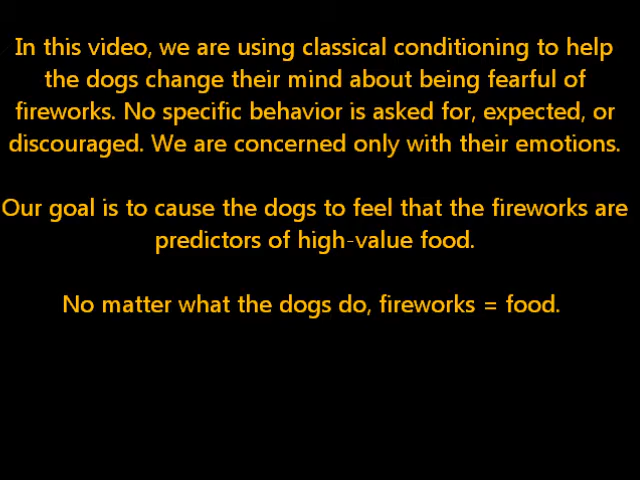 In this video, we are using classical conditioning to help
the dogs change their mind about being fearful of
fireworks. No specific behavior is asked for, expected, or
discouraged. We are concerned only with their emotions.
Our goal is to cause the dogs to feel that the fireworks are
predictors of high-value food.
No matter what the dogs do, fireworks = food.